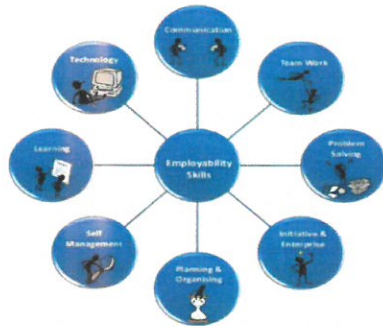 Communication
Team Work
Problem
Solving
Initiative &
Enterprise
Planning &
Organising
Self
Management
Learning
Technology
Employability
Skills